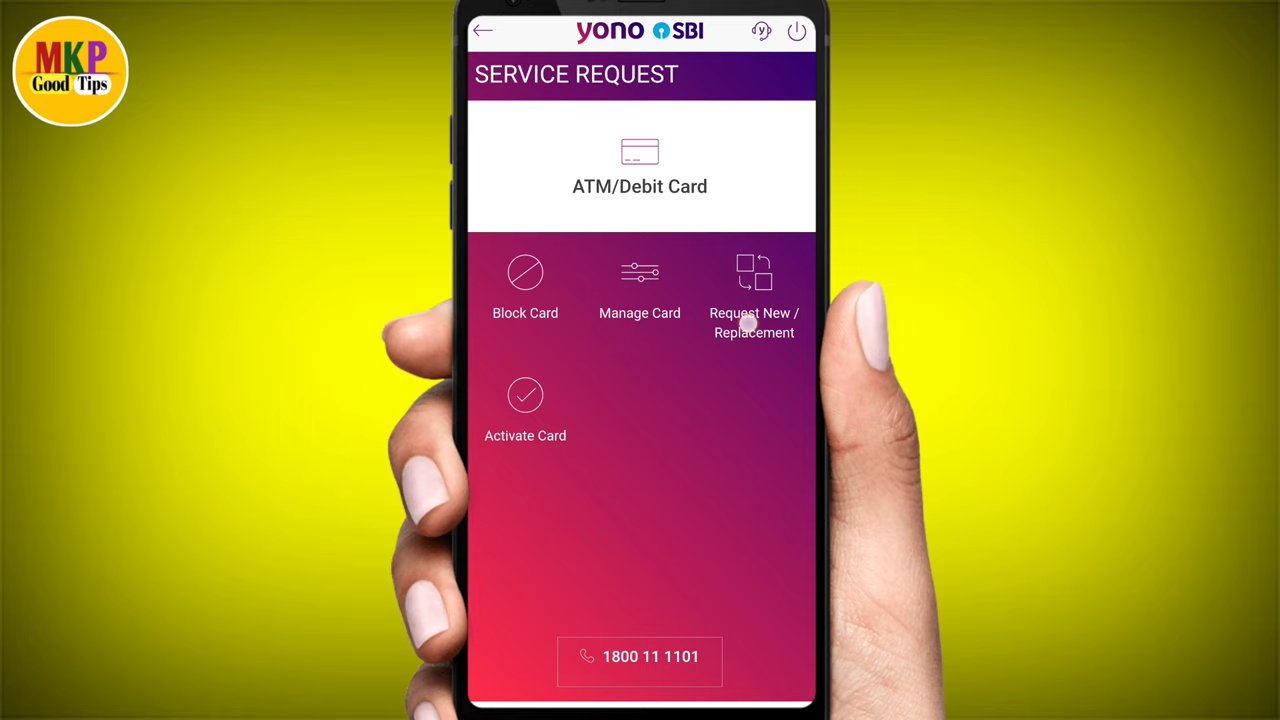 MKP
Good Tips
yono SBI
y
SERVICE REQUEST
ATM/Debit Card
Block Card
Manage Card
Request New /
Replacement
Activate Card
1800 11 1101